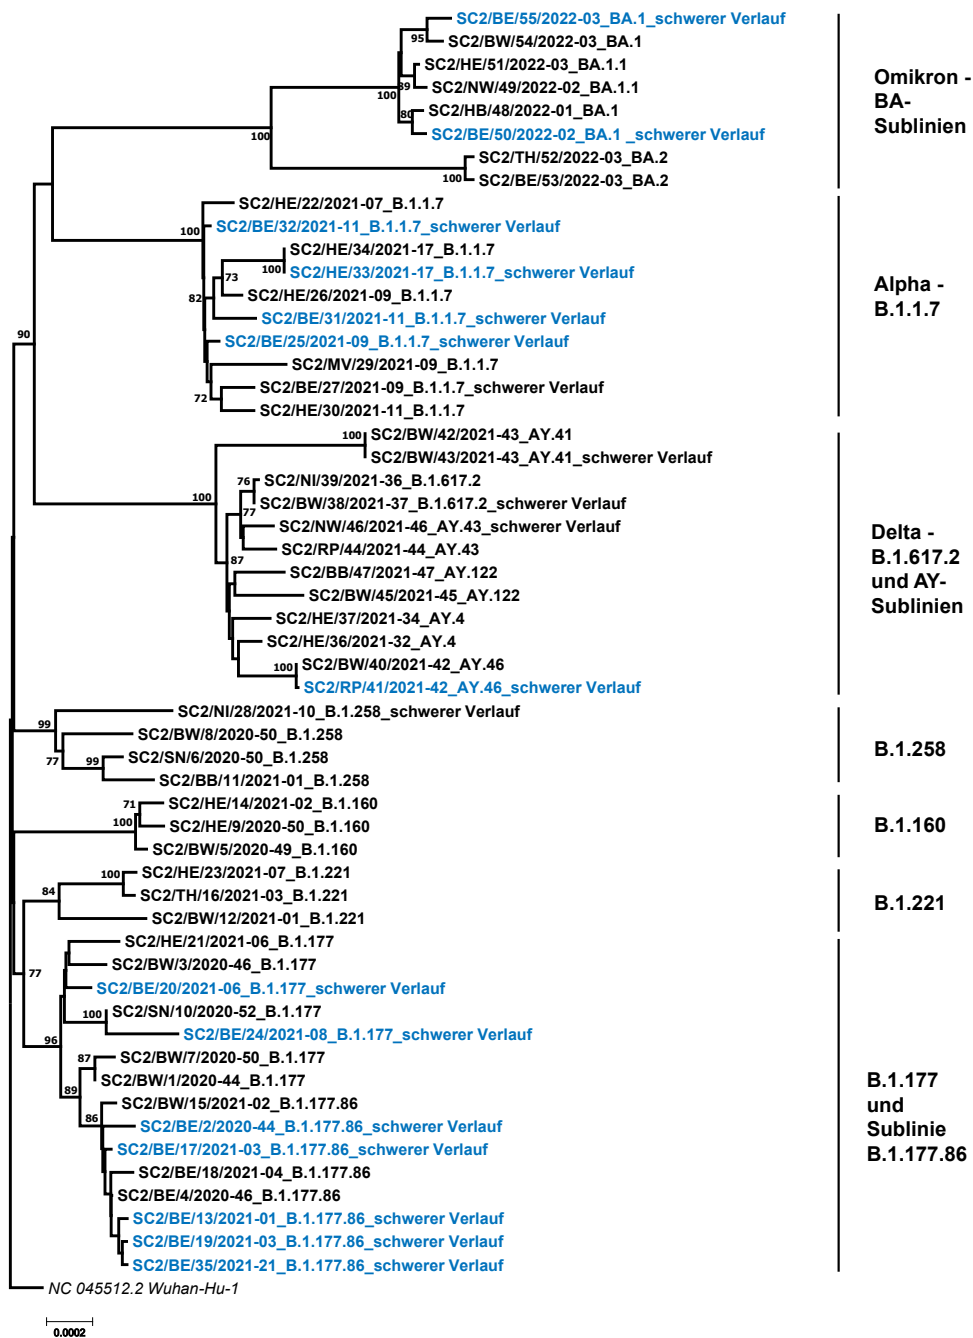 SC2/BE/55/2022-03_BA.1_schwerer Verlauf
95
SC2/BW/54/2022-03_BA.1
SC2/HE/51/2022-03_BA.1.1
89
SC2/NW/49/2022-02_BA.1.1
100
SC2/HB/48/2022-01_BA.1
80
SC2/BE/50/2022-02_BA.1 _schwerer Verlauf
100
SC2/TH/52/2022-03_BA.2
100
SC2/BE/53/2022-03_BA.2
Omikron -
BA-
Sublinien
SC2/HE/22/2021-07_B.1.1.7
SC2/BE/32/2021-11_B.1.1.7_schwerer Verlauf
100
SC2/HE/34/2021-17_B.1.1.7
100
SC2/HE/33/2021-17_B.1.1.7_schwerer Verlauf
73
SC2/HE/26/2021-09_B.1.1.7
82
SC2/BE/31/2021-11_B.1.1.7_schwerer Verlauf
SC2/BE/25/2021-09_B.1.1.7_schwerer Verlauf
SC2/MV/29/2021-09_B.1.1.7
SC2/BE/27/2021-09_B.1.1.7_schwerer Verlauf
72
SC2/HE/30/2021-11_B.1.1.7
Alpha -
B.1.1.7
90
100
SC2/BW/42/2021-43_AY.41
SC2/BW/43/2021-43_AY.41_schwerer Verlauf
76
SC2/NI/39/2021-36_B.1.617.2
100
SC2/BW/38/2021-37_B.1.617.2_schwerer Verlauf
77
SC2/NW/46/2021-46_AY.43_schwerer Verlauf
SC2/RP/44/2021-44_AY.43
87
SC2/BB/47/2021-47_AY.122
SC2/BW/45/2021-45_AY.122
SC2/HE/37/2021-34_AY.4
SC2/HE/36/2021-32_AY.4
100
SC2/BW/40/2021-42_AY.46
SC2/RP/41/2021-42_AY.46_schwerer Verlauf
Delta -
B.1.617.2
und AY-
Sublinien
SC2/NI/28/2021-10_B.1.258_schwerer Verlauf
99
SC2/BW/8/2020-50_B.1.258
77
SC2/SN/6/2020-50_B.1.258
99
SC2/BB/11/2021-01_B.1.258
B.1.258
71
SC2/HE/14/2021-02_B.1.160
100
SC2/HE/9/2020-50_B.1.160
SC2/BW/5/2020-49_B.1.160
B.1.160
100
SC2/HE/23/2021-07_B.1.221
84
SC2/TH/16/2021-03_B.1.221
SC2/BW/12/2021-01_B.1.221
B.1.221
77
SC2/HE/21/2021-06_B.1.177
SC2/BW/3/2020-46_B.1.177
SC2/BE/20/2021-06_B.1.177_schwerer Verlauf
100
SC2/SN/10/2020-52_B.1.177
SC2/BE/24/2021-08_B.1.177_schwerer Verlauf
96
87
SC2/BW/7/2020-50_B.1.177
SC2/BW/1/2020-44_B.1.177
89
SC2/BW/15/2021-02_B.1.177.86
86
SC2/BE/2/2020-44_B.1.177.86_schwerer Verlauf
SC2/BE/17/2021-03_B.1.177.86_schwerer Verlauf
SC2/BE/18/2021-04_B.1.177.86
SC2/BE/4/2020-46_B.1.177.86
SC2/BE/13/2021-01_B.1.177.86_schwerer Verlauf
SC2/BE/19/2021-03_B.1.177.86_schwerer Verlauf
SC2/BE/35/2021-21_B.1.177.86_schwerer Verlauf
B.1.177
und
Sublinie
B.1.177.86
NC 045512.2 Wuhan-Hu-1
0.0002